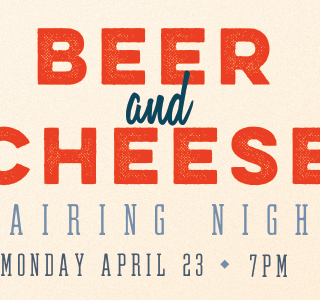 BEER
and
CHEESE
AIRING NIGH
MONDAY APRIL 23 ◆ 7PM